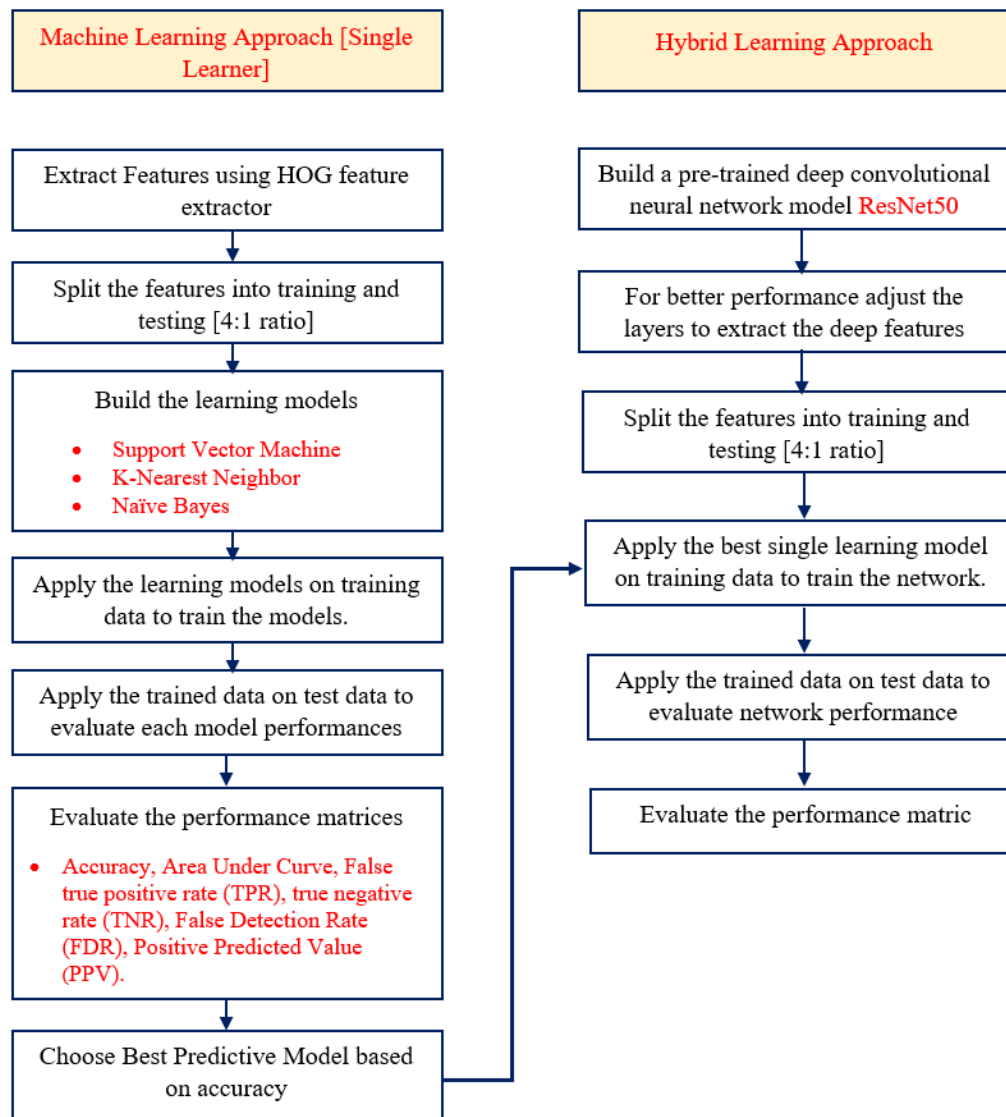 Machine Learning Approach [Single
Learner]
Extract Features using HOG feature
extractor
Split the features into training and
testing [4:1 ratio]
Build the learning models
• Support Vector Machine
• K-Nearest Neighbor
• Naïve Bayes
Apply the learning models on training
data to train the models.
Apply the trained data on test data to
evaluate each model performances
Evaluate the performance matrices
• Accuracy, Area Under Curve, False
true positive rate (TPR), true negative
rate (TNR), False Detection Rate
(FDR), Positive Predicted Value
(PPV).
Choose Best Predictive Model based
on accuracy
Hybrid Learning Approach
Build a pre-trained deep convolutional
neural network model ResNet50
For better performance adjust the
layers to extract the deep features
Split the features into training and
testing [4:1 ratio]
Apply the best single learning model
on training data to train the network.
Apply the trained data on test data to
evaluate network performance
Evaluate the performance matric